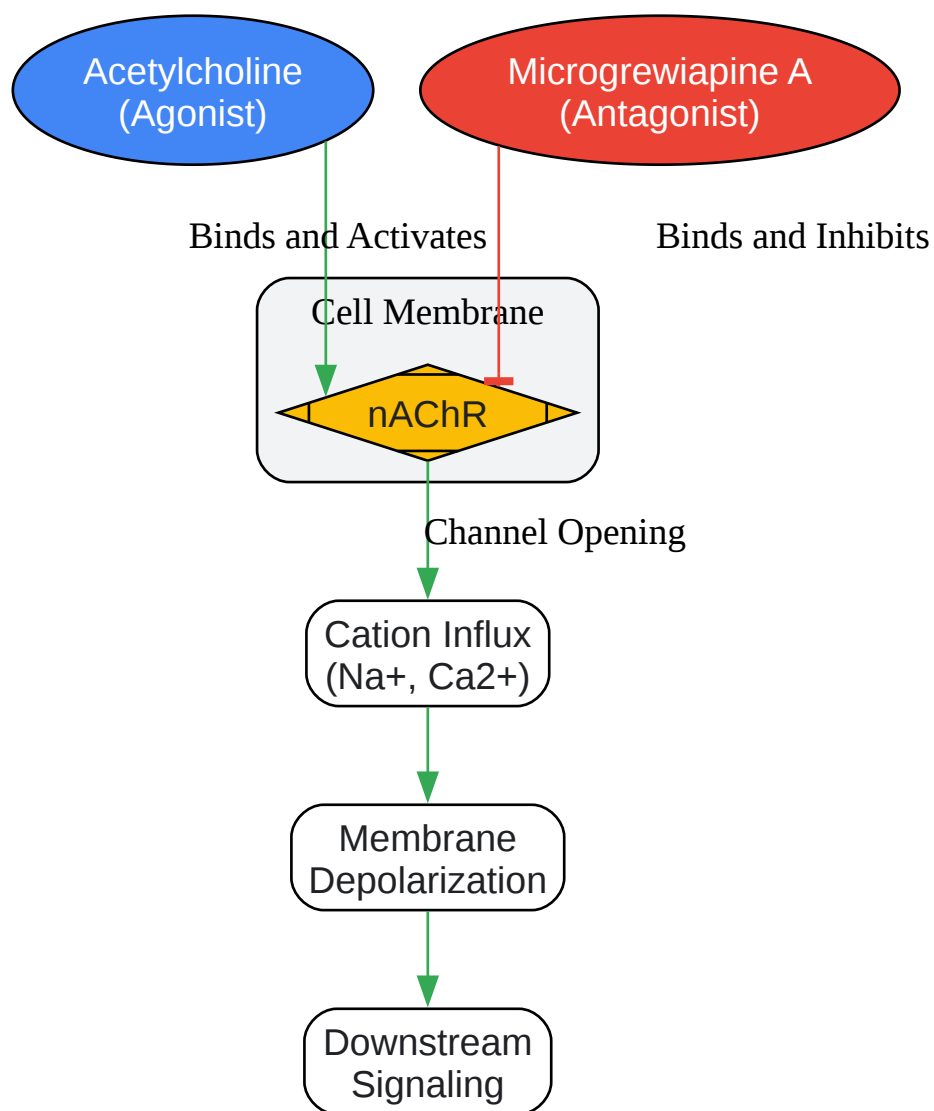 Acetylcholine
(Agonist)
Microgrewiapine A
(Antagonist)
Binds and Activates
Binds and Inhibits
Cell Membrane
nAChR
Channel Opening
Cation Influx
(Na+, Ca2+)
Membrane
Depolarization
Downstream
Signaling